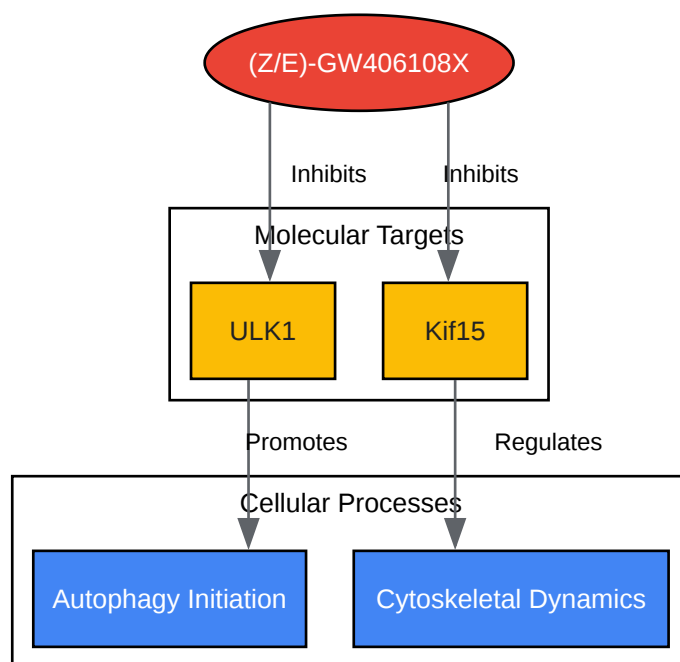 (Z/E)-GW406108X
Inhibits
Inhibits
Molecular Targets
ULK1
Kif15
Promotes
Regulates
Cellular Processes
Autophagy Initiation
Cytoskeletal Dynamics